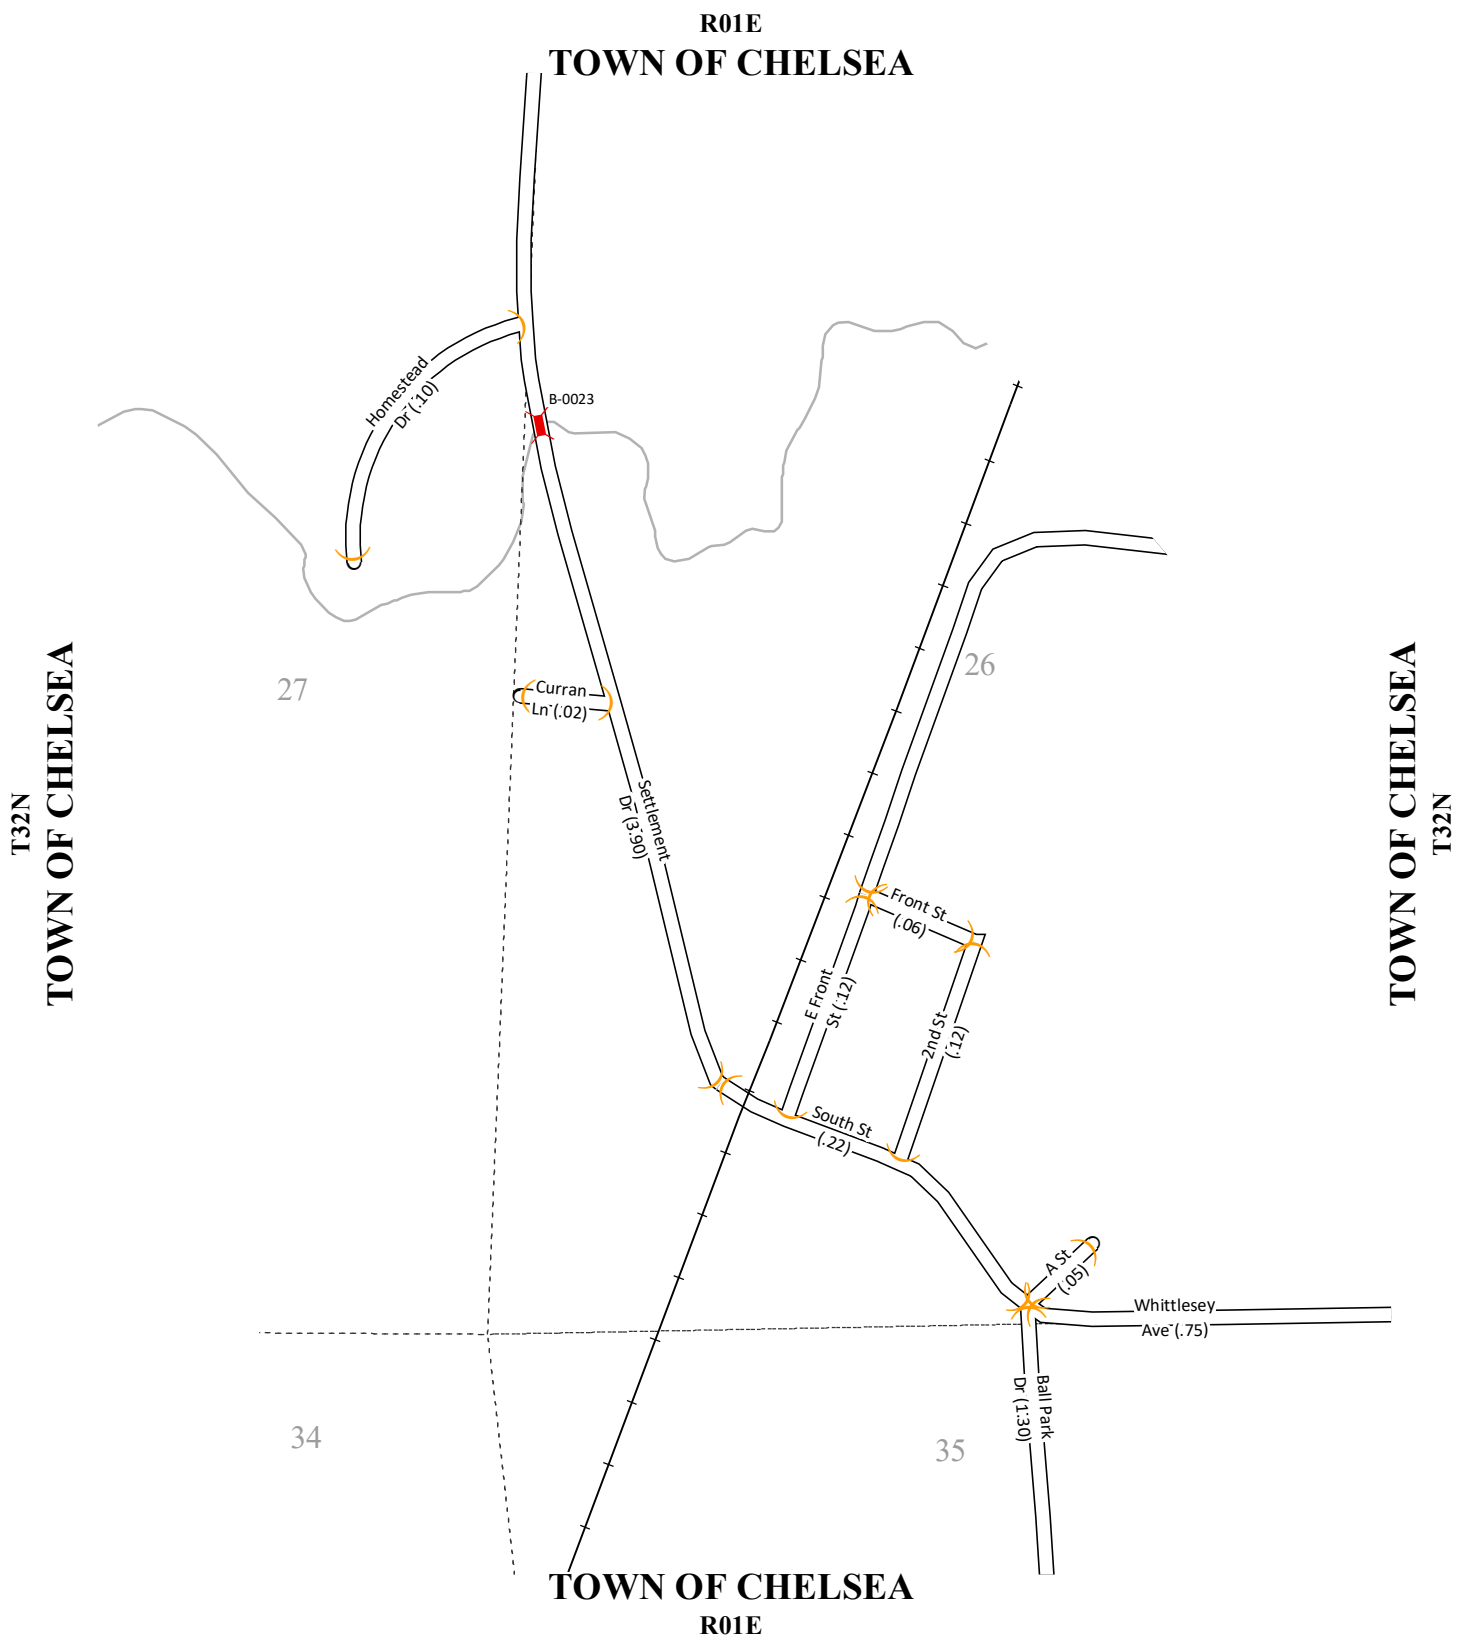 R01E
TOWN OF CHELSEA
B-0023
Homestead
Dr (.10)
26
27
Curran
Ln (.02)
T32N
TOWN OF CHELSEA
TOWN OF CHELSEA
T32N
Settlement
Dr (3.90)
Front St
(.06)
E Front
St (.12)
2nd St
(.12)
South St
(.22)
A St
(.05)
Whittlesey
Ave (.75)
Ball Park
Dr (1.30)
34
35
TOWN OF CHELSEA
R01E